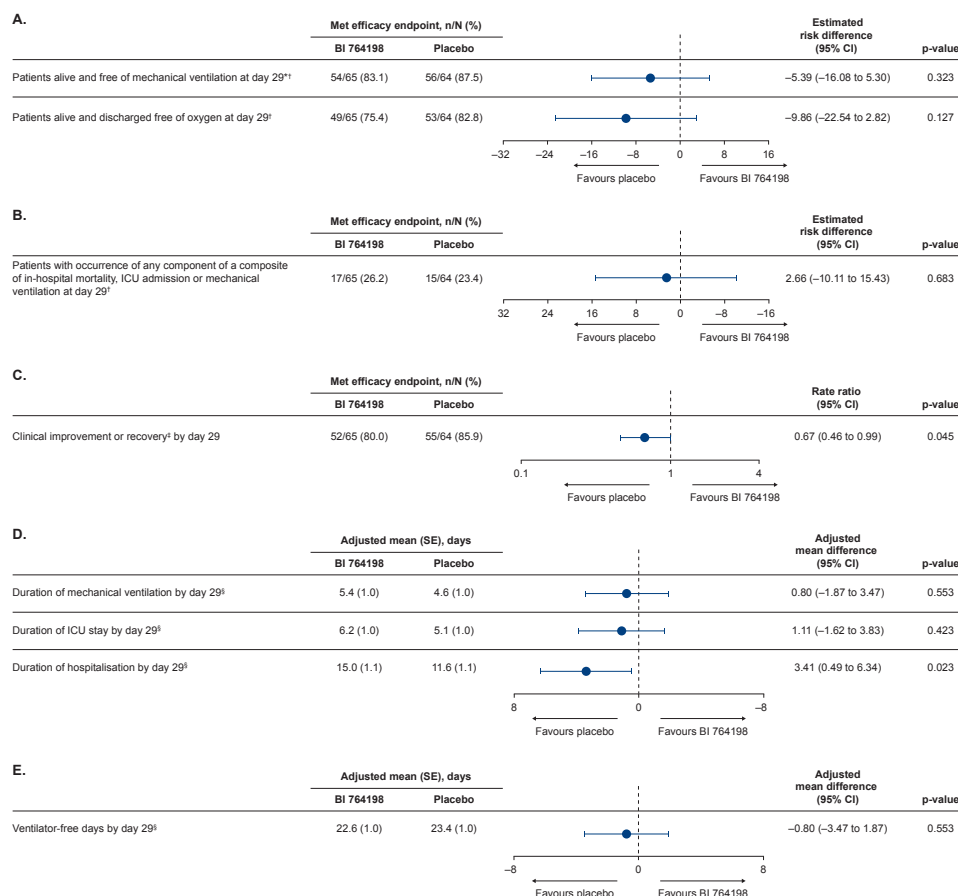 A.
Met efficacy endpoint, n/N (%)
Estimated
risk difference
(95% CI)
p-value
BI 764198
Placebo
Patients alive and free of mechanical ventilation at day 29*†
54/65 (83.1)
56/64 (87.5)
−5.39 (−16.08 to 5.30)
0.323
Patients alive and discharged free of oxygen at day 29†
49/65 (75.4)
53/64 (82.8)
−9.86 (−22.54 to 2.82)
0.127
−32
−24
−16
−8
0
8
16
Favours placebo
Favours BI 764198
B.
Met efficacy endpoint, n/N (%)
Estimated
risk difference
(95% CI)
p-value
BI 764198
Placebo
Patients with occurrence of any component of a composite
of in-hospital mortality, ICU admission or mechanical
ventilation at day 29†
17/65 (26.2)
15/64 (23.4)
2.66 (−10.11 to 15.43)
0.683
32
24
16
8
0
−8
−16
Favours placebo
Favours BI 764198
C.
Met efficacy endpoint, n/N (%)
Rate ratio
(95% CI)
p-value
BI 764198
Placebo
Clinical improvement or recovery‡ by day 29
52/65 (80.0)
55/64 (85.9)
0.67 (0.46 to 0.99)
0.045
0.1
1
4
Favours placebo
Favours BI 764198
D.
Adjusted mean (SE), days
Adjusted
mean difference
(95% CI)
p-value
BI 764198
Placebo
Duration of mechanical ventilation by day 29§
5.4 (1.0)
4.6 (1.0)
0.80 (−1.87 to 3.47)
0.553
Duration of ICU stay by day 29§
6.2 (1.0)
5.1 (1.0)
1.11 (−1.62 to 3.83)
0.423
Duration of hospitalisation by day 29§
15.0 (1.1)
11.6 (1.1)
3.41 (0.49 to 6.34)
0.023
8
0
−8
Favours placebo
Favours BI 764198
E.
Adjusted mean (SE), days
Adjusted
mean difference
(95% CI)
p-value
BI 764198
Placebo
Ventilator-free days by day 29§
22.6 (1.0)
23.4 (1.0)
−0.80 (−3.47 to 1.87)
0.553
−8
0
8
Favours placebo
Favours BI 764198